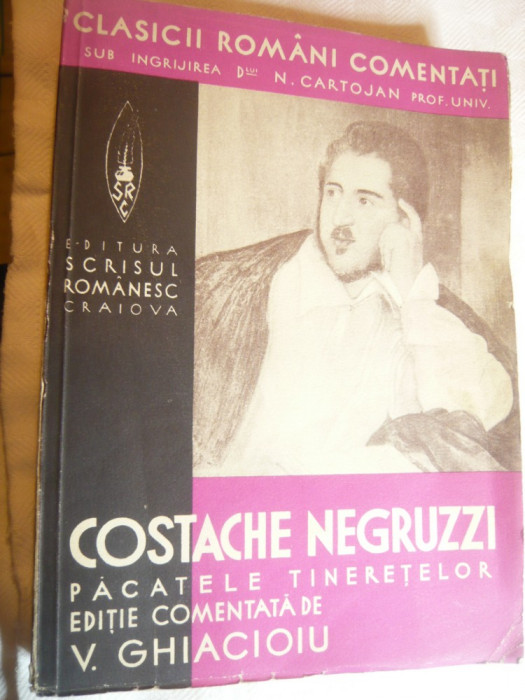 CLASICII ROMÂNI COMENTAȚI
SUB INGRIJIREA D LUI N. CARTOJAN PROF. UNIV.
SRC
EDITURA
SCRISUL
ROMÂNESC
CRAIOVA
COSTACHE NEGRUZZI
PĂCATELE TINEREȚELOR
EDIȚIE COMENTATĂ DE
V. GHIACIOIU